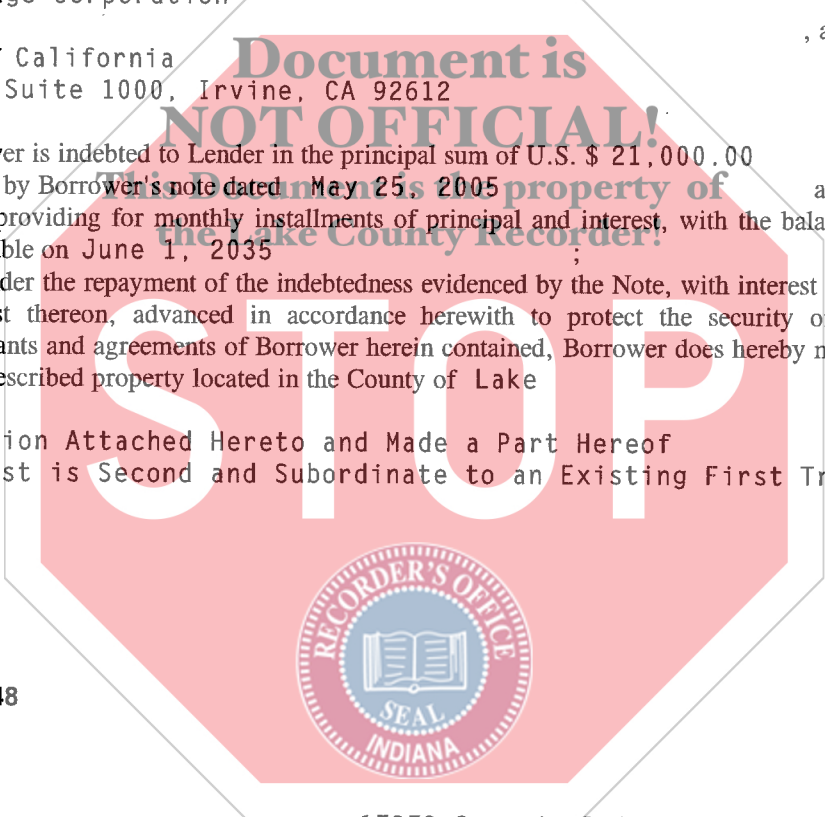 Corporation
, a
California
Document is
Suite 1000, Irvine, CA 92612
NOT OFFICIAL!
er is indebted to Lender in the principal sum of U.S. $ 21,000.00
by Borrower's note dated May 25, 2005 a
This Document is the property of
providing for monthly installments of principal and interest, with the bala
the Lake County Recorder!
ble on June 1, 2035 ;
der the repayment of the indebtedness evidenced by the Note, with interest
st thereon, advanced in accordance herewith to protect the security o
ants and agreements of Borrower herein contained, Borrower does hereby
escribed property located in the County of Lake
STOP
ion Attached Hereto and Made a Part Hereof
st is Second and Subordinate to an Existing First Tr
RECORDER'S OFFICE
SEAL
INDIANA
48